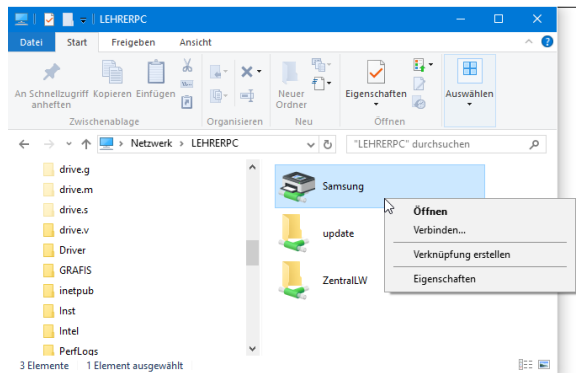 LEHRERPC
Datei Start Freigeben Ansicht
An Schnellzugriff anheften
Kopieren
Einfügen
Neuer Ordner
Eigenschaften
Auswählen
Zwischenablage Organisieren Neu Öffnen
Netzwerk > LEHRERPC
"LEHRERPC" durchsuchen
drive.g
drive.m
drive.s
drive.v
Driver
GRAFIS
inetpub
Inst
Intel
PerfLogs
Samsung
update
ZentralLW
Öffnen
Verbinden...
Verknüpfung erstellen
Eigenschaften
3 Elemente 1 Element ausgewählt